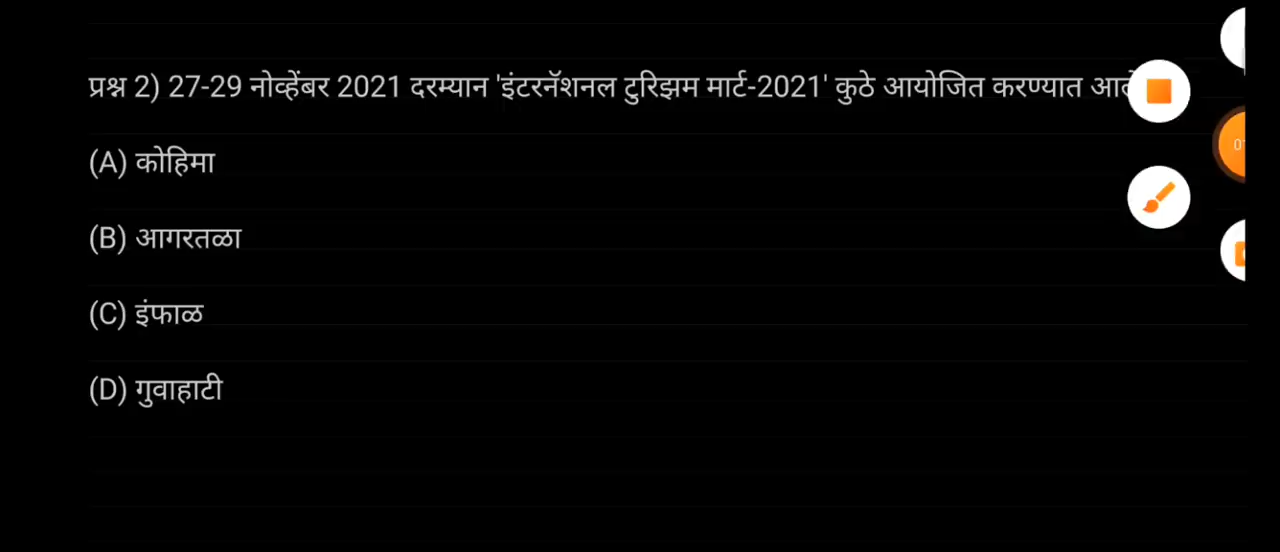 प्रश्न 2) 27-29 नोव्हेंबर 2021 दरम्यान 'इंटरनॅशनल टुरिझम मार्ट-2021' कुठे आयोजित करण्यात
(A) कोहिमा
(B) आगरतळा
(C) इंफाळ
(D) गुवाहाटी